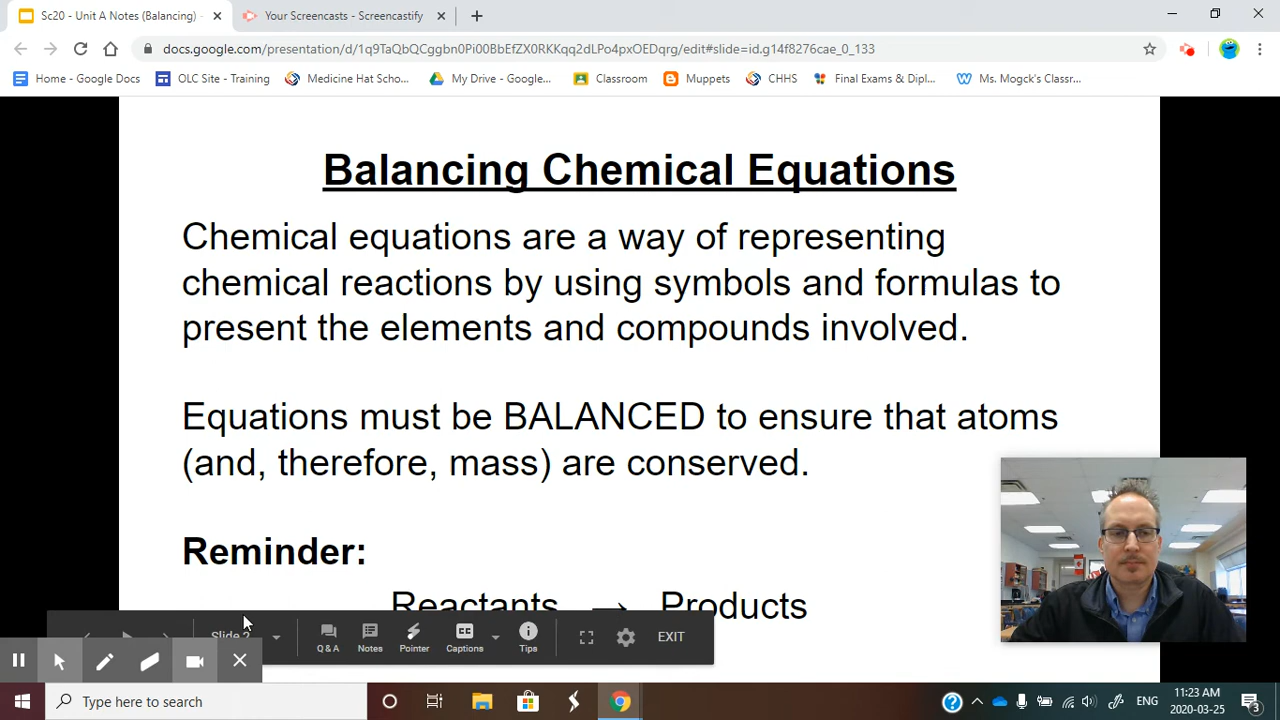 Sc20 - Unit A Notes (Balancing) -
Your Screencasts - Screencastify
docs.google.com/presentation/d/1q9TaQbQCggbn0Pi00BbEfZX0RKKqq2dLPo4pxOEDqrg/edit#slide=id.g14f8276cae_0_133
Home - Google Docs
OLC Site - Training
Medicine Hat Scho...
My Drive - Google...
Classroom
Muppets
CHHS
Final Exams & Dipl...
Ms. Mogck's Classr...
Balancing Chemical Equations
Chemical equations are a way of representing
chemical reactions by using symbols and formulas to
present the elements and compounds involved.
Equations must be BALANCED to ensure that atoms
(and, therefore, mass) are conserved.
Reminder:
Reactants → Products
Slide 2
Q & A
Notes
Pointer
Captions
Tips
EXIT
Type here to search
ENG
11:23 AM
2020-03-25
3